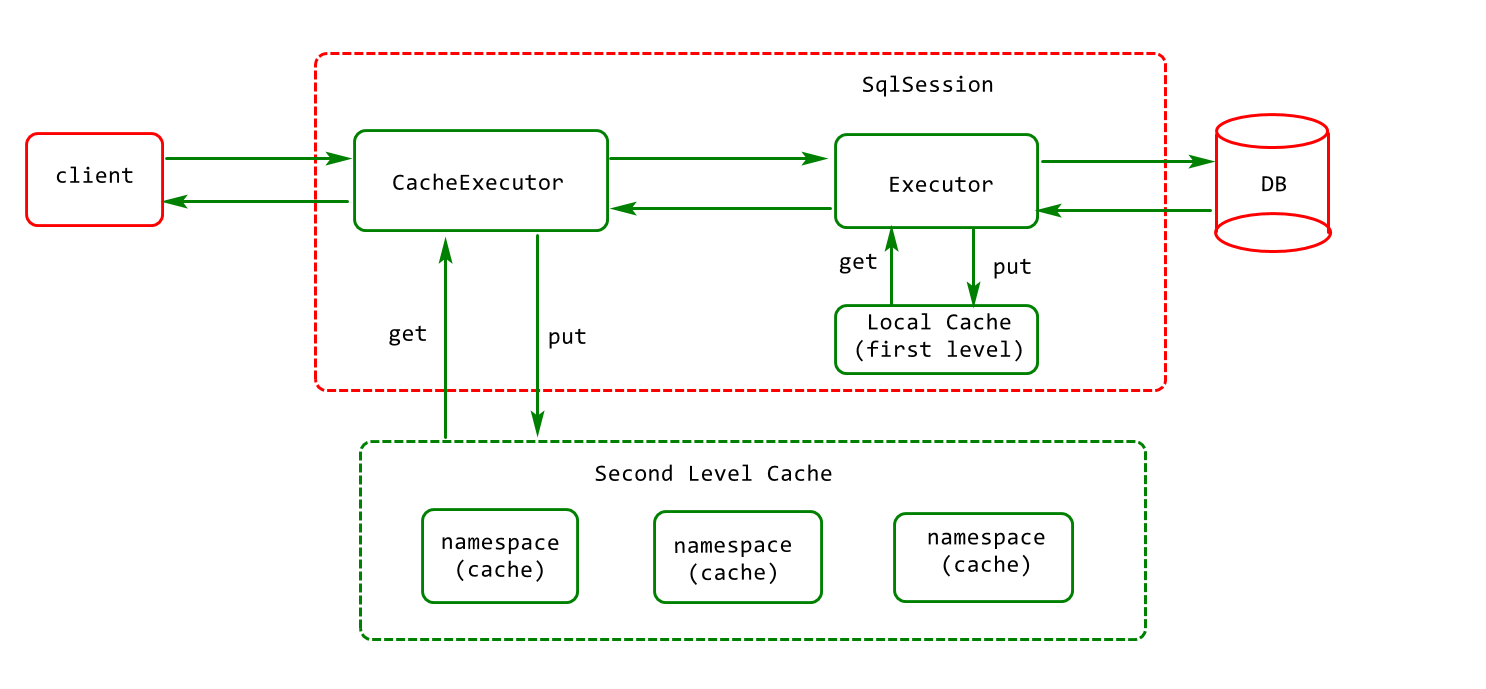 SqlSession
client
CacheExecutor
Executor
DB
get
put
Local Cache
(first level)
get
put
Second Level Cache
namespace
(cache)
namespace
(cache)
namespace
(cache)